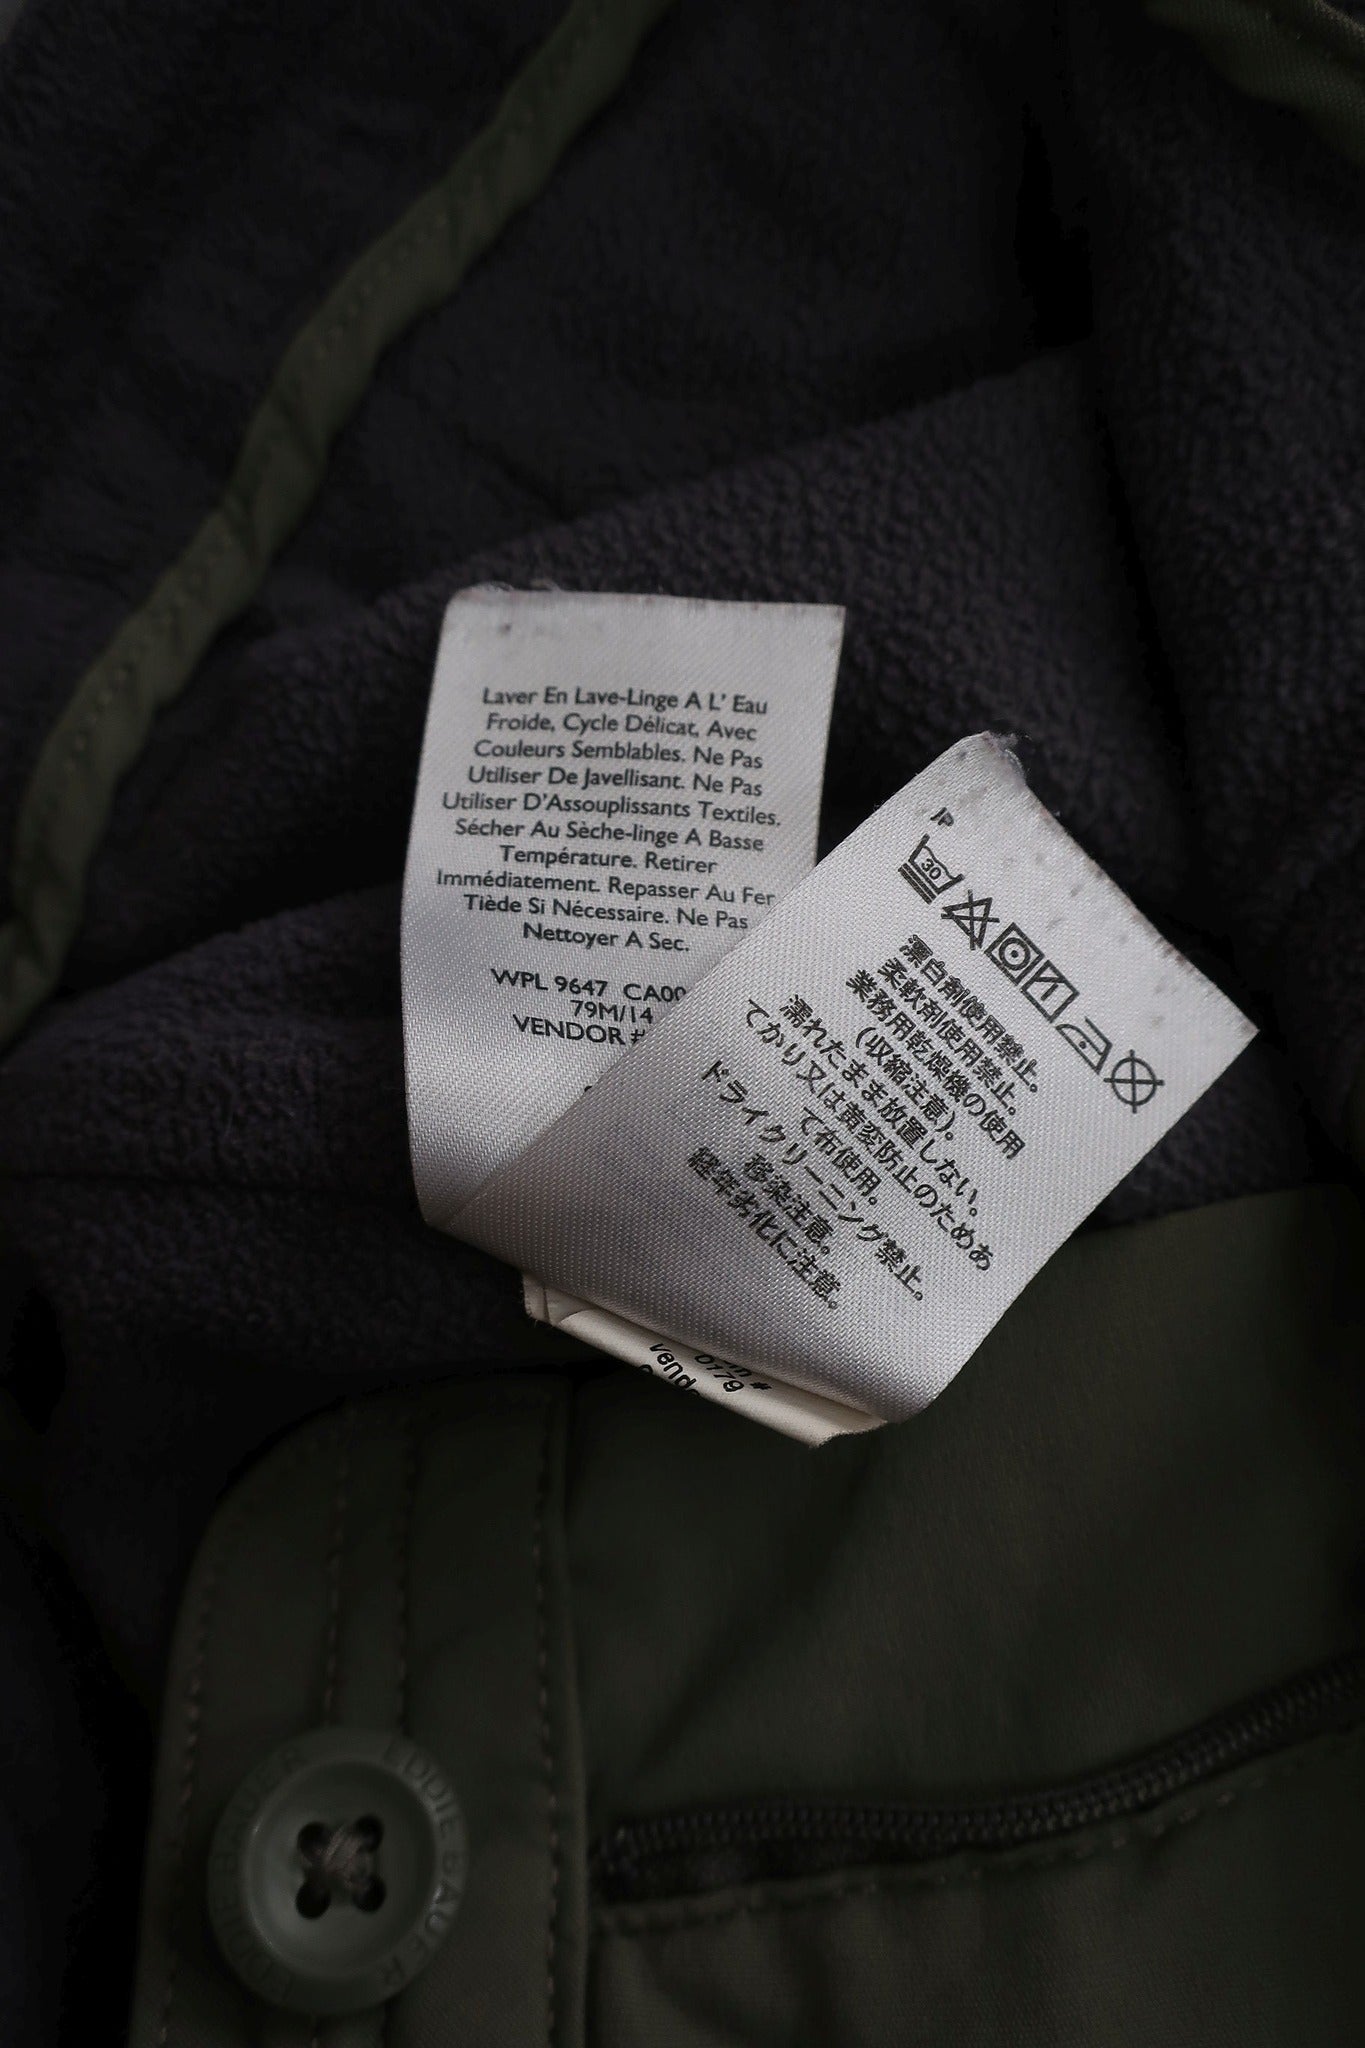 Laver En Lave-Linge A L' Eau
Froide, Cycle Délicat, Avec
Couleurs Semblables. Ne Pas
Utiliser De Javellisant. Ne Pas
Utiliser D'Assouplissants Textiles.
Sécher Au Sèche-linge A Basse
Température. Retirer
Immédiatement. Repasser Au Fer
Tiède Si Nécessaire. Ne Pas
Nettoyer A Sec.
WPL 9647 CA00
79M/14
VENDOR #
JP
30
漂白剤使用禁止。
柔軟剤使用禁止。
業務用乾燥機の使用
(収縮注意)。
濡れたまま放置しない。
てかり又は黄変防止のためあ
て布使用。
ドライクリーニング禁止。
移染注意。
経年劣化に注意。
#
0179
EDDIE BAUER
EDDIE BAUER